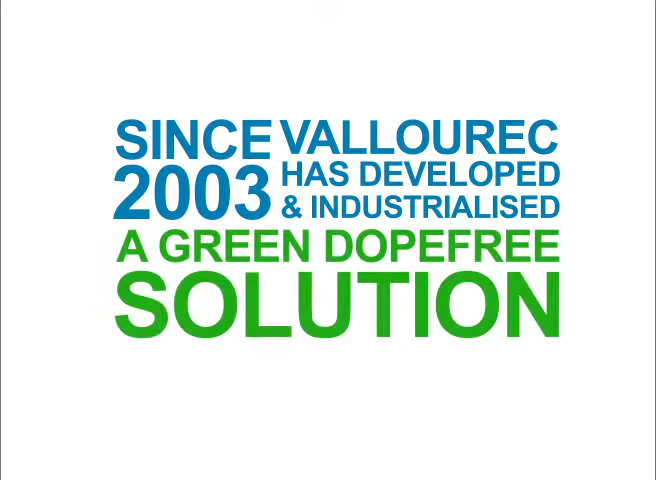 SINCE VALLOUREC
2003 HAS DEVELOPED
& INDUSTRIALISED
A GREEN DOPEFREE
SOLUTION